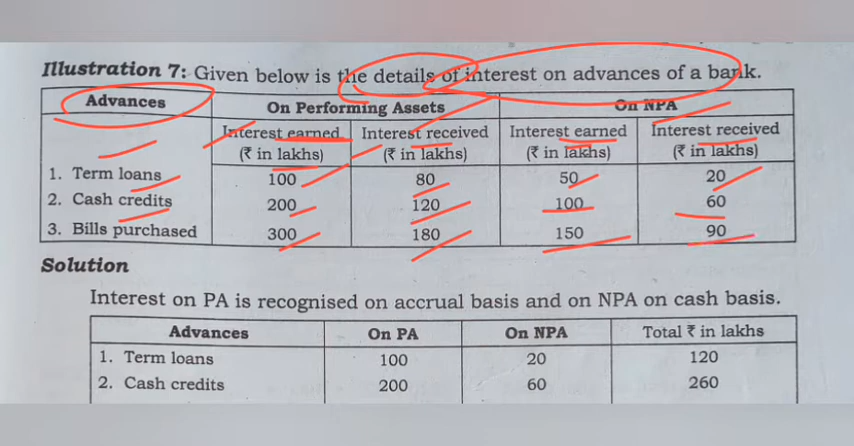 Illustration 7: Given below is the details of interest on advances of a bank.
Advances On Performing Assets On NPA
Interest earned Interest received Interest earned Interest received
(₹ in lakhs) (₹ in lakhs) (₹ in lakhs) (₹ in lakhs)
1. Term loans 100 80 50 20
2. Cash credits 200 120 100 60
3. Bills purchased 300 180 150 90
Solution
Interest on PA is recognised on accrual basis and on NPA on cash basis.
Advances On PA On NPA Total ₹ in lakhs
1. Term loans 100 20 120
2. Cash credits 200 60 260